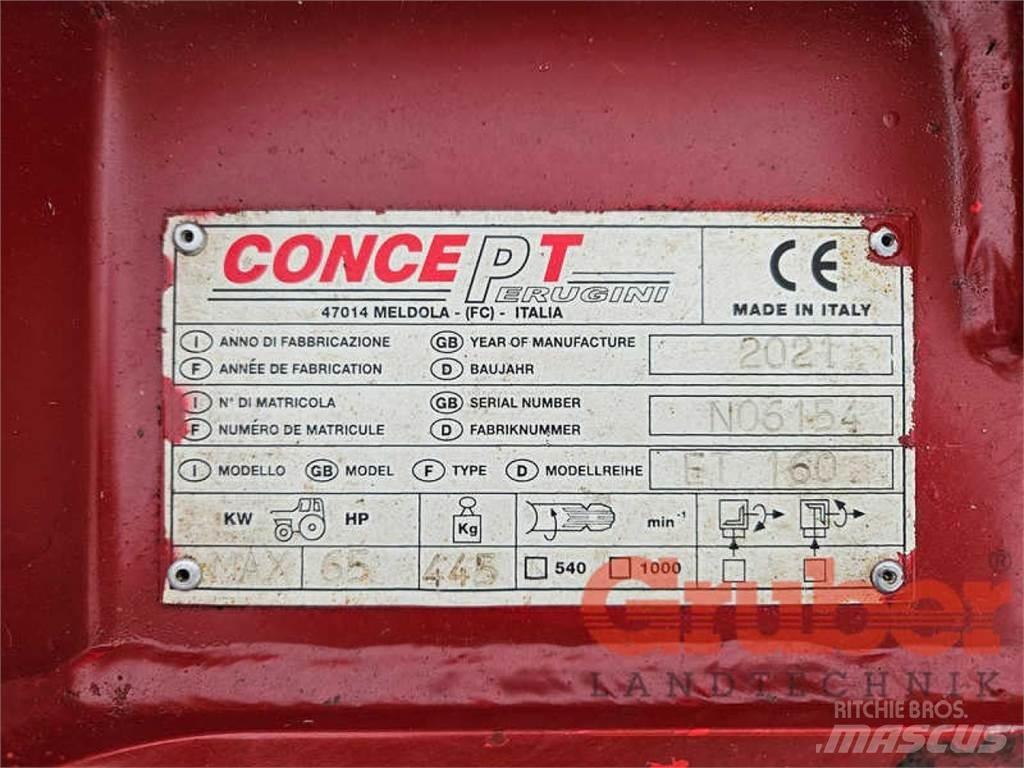 CONCEPT
PERUGINI
47014 MELDOLA - (FC) - ITALIA
CE
MADE IN ITALY
I ANNO DI FABBRICAZIONE GB YEAR OF MANUFACTURE 2021
F ANNÉE DE FABRICATION D BAUJAHR
I N° DI MATRICOLA GB SERIAL NUMBER N06154
F NUMÉRO DE MATRICULE D FABRIKNUMMER
I MODELLO GB MODEL F TYPE D MODELLREIHE ET 160
KW HP Kg min⁻¹
MAX 65 445 540 1000
Gruber®
LANDTECHNIK
RITCHIE BROS.
MASCUS